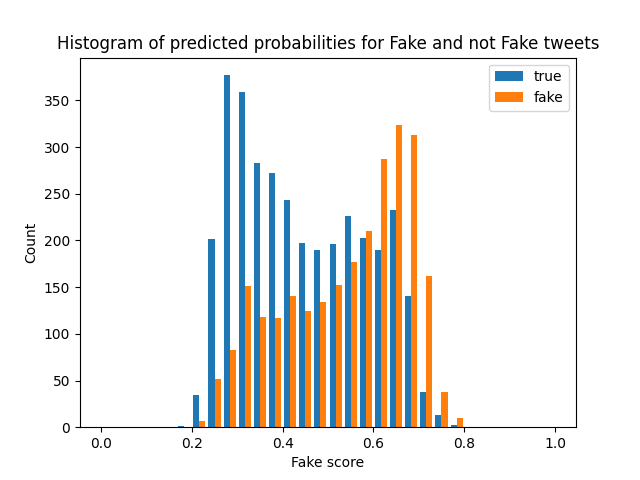 Histogram of predicted probabilities for Fake and not Fake tweets
true
fake
350
300
250
200
150
100
50
0
Count
0.0 0.2 0.4 0.6 0.8 1.0
Fake score